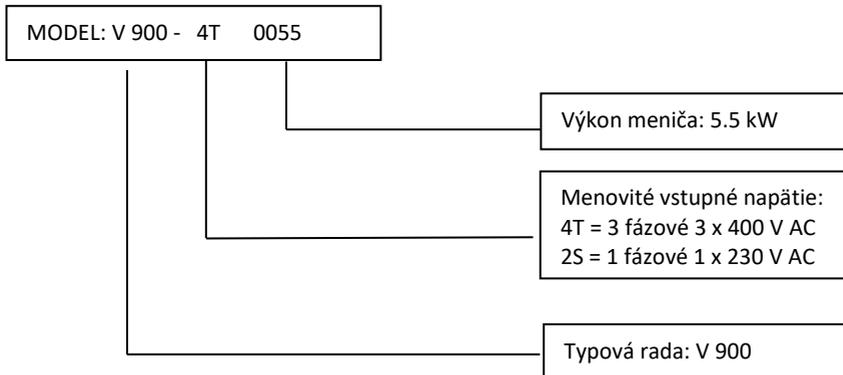 MODEL: V 900 - 4T 0055
Výkon meniča: 5.5 kW
Menovité vstupné napätie:
4T = 3 fázové 3 x 400 V AC
2S = 1 fázové 1 x 230 V AC
Typová rada: V 900